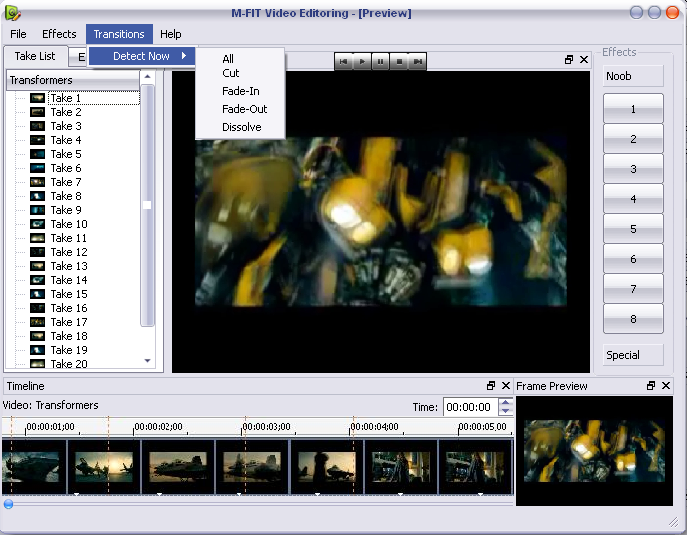 M-FIT Video Editoring - [Preview]
File Effects Transitions Help
Take List
Detect Now
All
Cut
Fade-In
Fade-Out
Dissolve
Transformers
Take 1
Take 2
Take 3
Take 4
Take 5
Take 6
Take 7
Take 8
Take 9
Take 10
Take 11
Take 12
Take 13
Take 14
Take 15
Take 16
Take 17
Take 18
Take 19
Take 20
Effects
Noob
1
2
3
4
5
6
7
8
Special
Timeline
Frame Preview
Video: Transformers
Time: 00:00:00
00:00:01;00 00:00:02;00 00:00:03;00 00:00:04;00 00:00:05;00